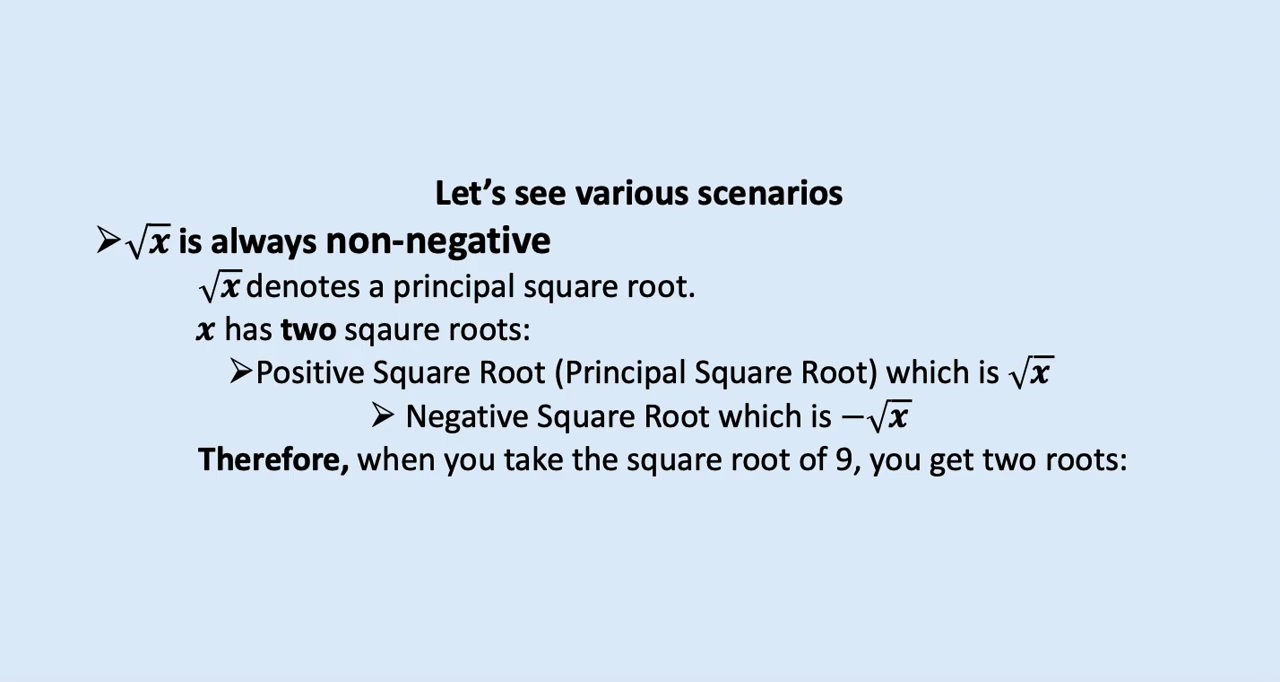 Let’s see various scenarios
➢√x is always non-negative
√x denotes a principal square root.
x has two sqaure roots:
➢Positive Square Root (Principal Square Root) which is √x
➢ Negative Square Root which is −√x
Therefore, when you take the square root of 9, you get two roots: